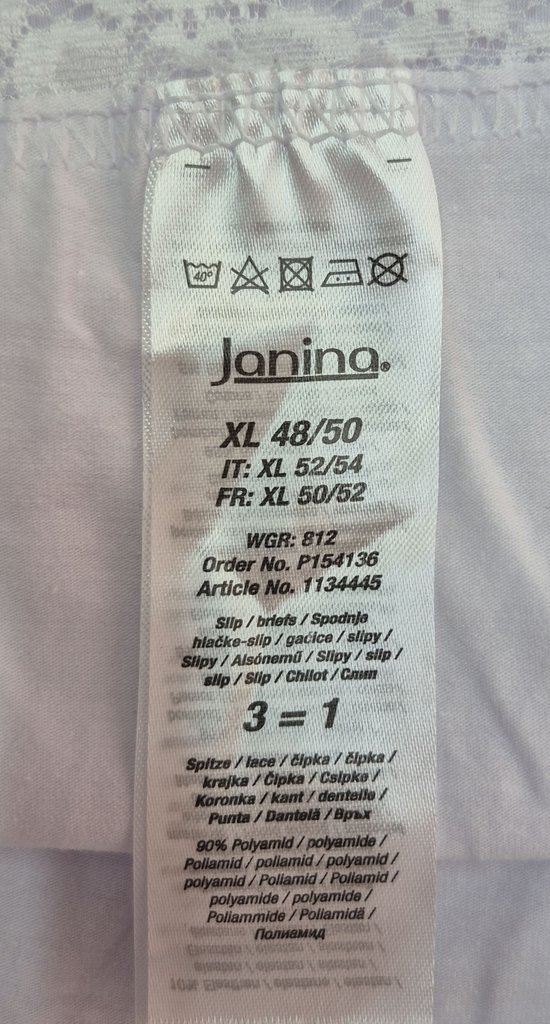 40°
Janina®
XL 48/50
IT: XL 52/54
FR: XL 50/52
WGR: 812
Order No. P154136
Article No. 1134445
Slip / briefs / Spodnje
hlačke-slip / gaćice / slipy /
Slipy / Alsónemű / Slipy / slip /
slip / Slip / Chilot / Слип
3 = 1
Spitze / lace / čipka / čipka /
krajka / Čipka / Csipke /
Koronka / kant / dentelle /
Punta / Dantelă / Връх
90% Polyamid / polyamide /
Poliamid / poliamid / polyamid /
polyamid / Poliamid / Poliamid /
polyamide / polyamide /
Poliammide / Poliamidă /
Полиамид